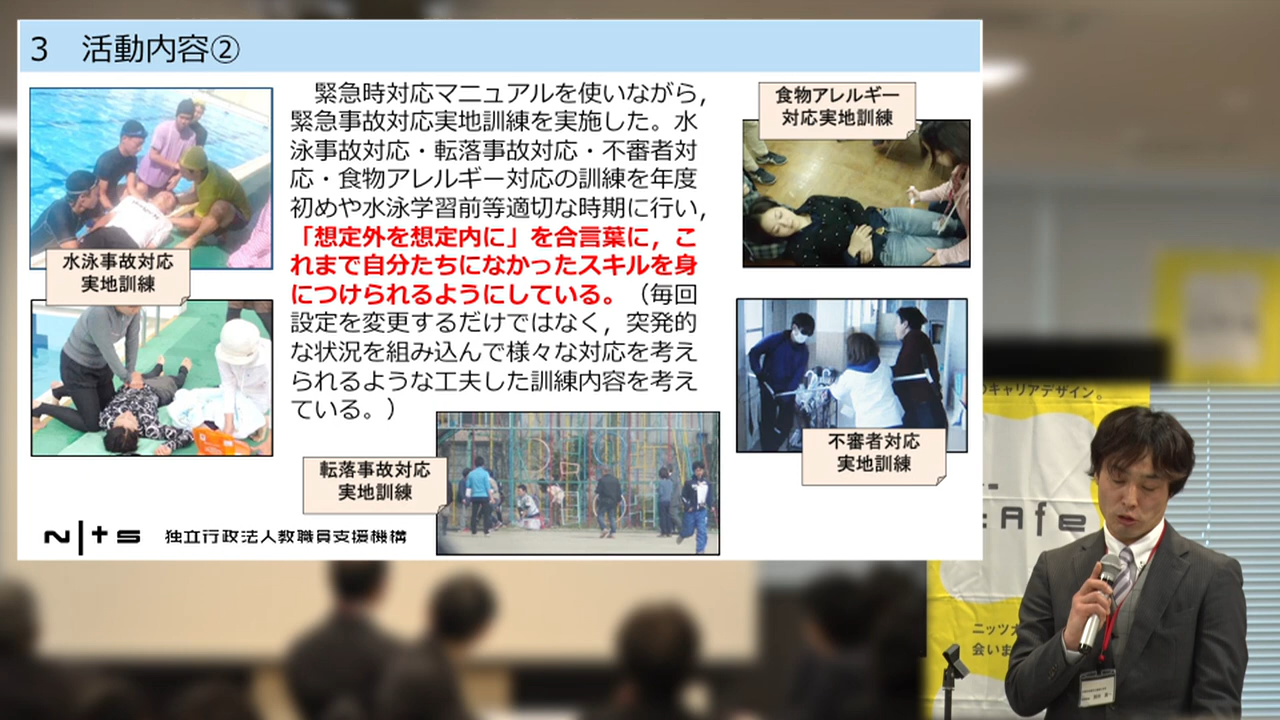 3　活動内容②
緊急時対応マニュアルを使いながら，
緊急事故対応実地訓練を実施した。水
泳事故対応・転落事故対応・不審者対
応・食物アレルギー対応の訓練を年度
初めや水泳学習前等適切な時期に行い，
「想定外を想定内に」を合言葉に，こ
れまで自分たちになかったスキルを身
につけられるようにしている。（毎回
設定を変更するだけではなく，突発的
な状況を組み込んで様々な対応を考え
られるような工夫した訓練内容を考え
ている。）
水泳事故対応
実地訓練
食物アレルギー
対応実地訓練
不審者対応
実地訓練
転落事故対応
実地訓練
N|ts 独立行政法人教職員支援機構
のキャリアデザイン。
cAfe
ニッツ
会いま